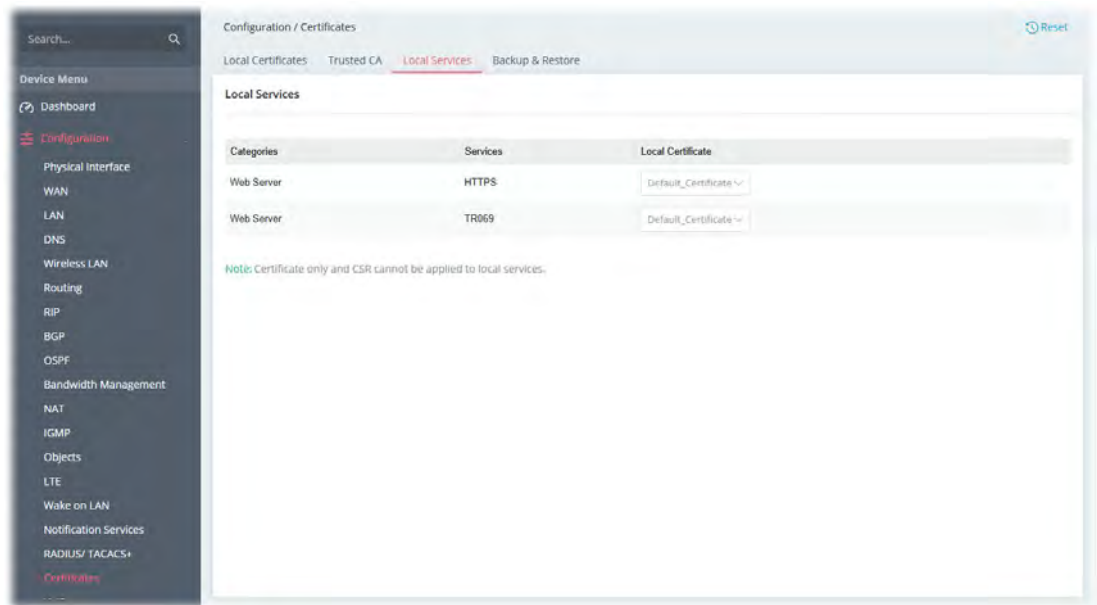 Search...
Configuration / Certificates
Reset
Local Certificates Trusted CA Local Services Backup & Restore
Device Menu
Dashboard
Configuration
Physical Interface
WAN
LAN
DNS
Wireless LAN
Routing
RIP
BGP
OSPF
Bandwidth Management
NAT
IGMP
Objects
LTE
Wake on LAN
Notification Services
RADIUS/ TACACS+
Certificates
Local Services
Categories Services Local Certificate
Web Server HTTPS Default_Certificate
Web Server TR069 Default_Certificate
Note: Certificate only and CSR cannot be applied to local services.